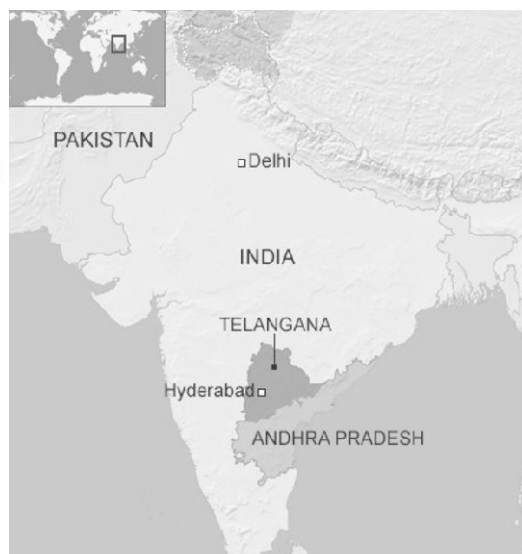 PAKISTAN
Delhi
INDIA
TELANGANA
Hyderabad
ANDHRA PRADESH